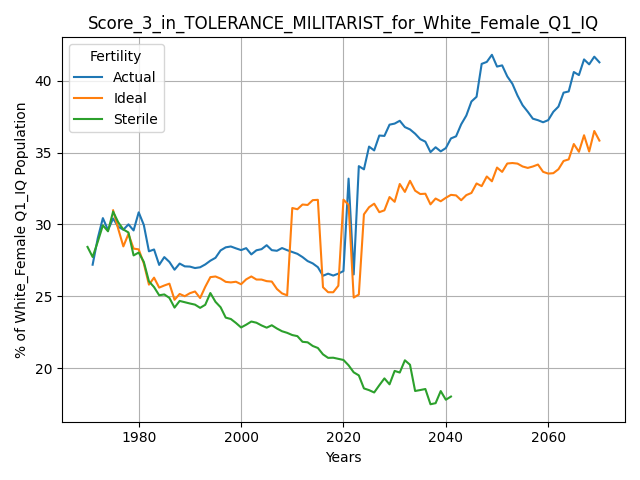 Score_3_in_TOLERANCE_MILITARIST_for_White_Female_Q1_IQ
Fertility
Actual
Ideal
Sterile
% of White_Female Q1_IQ Population
40
35
30
25
20
1980
2000
2020
2040
2060
Years